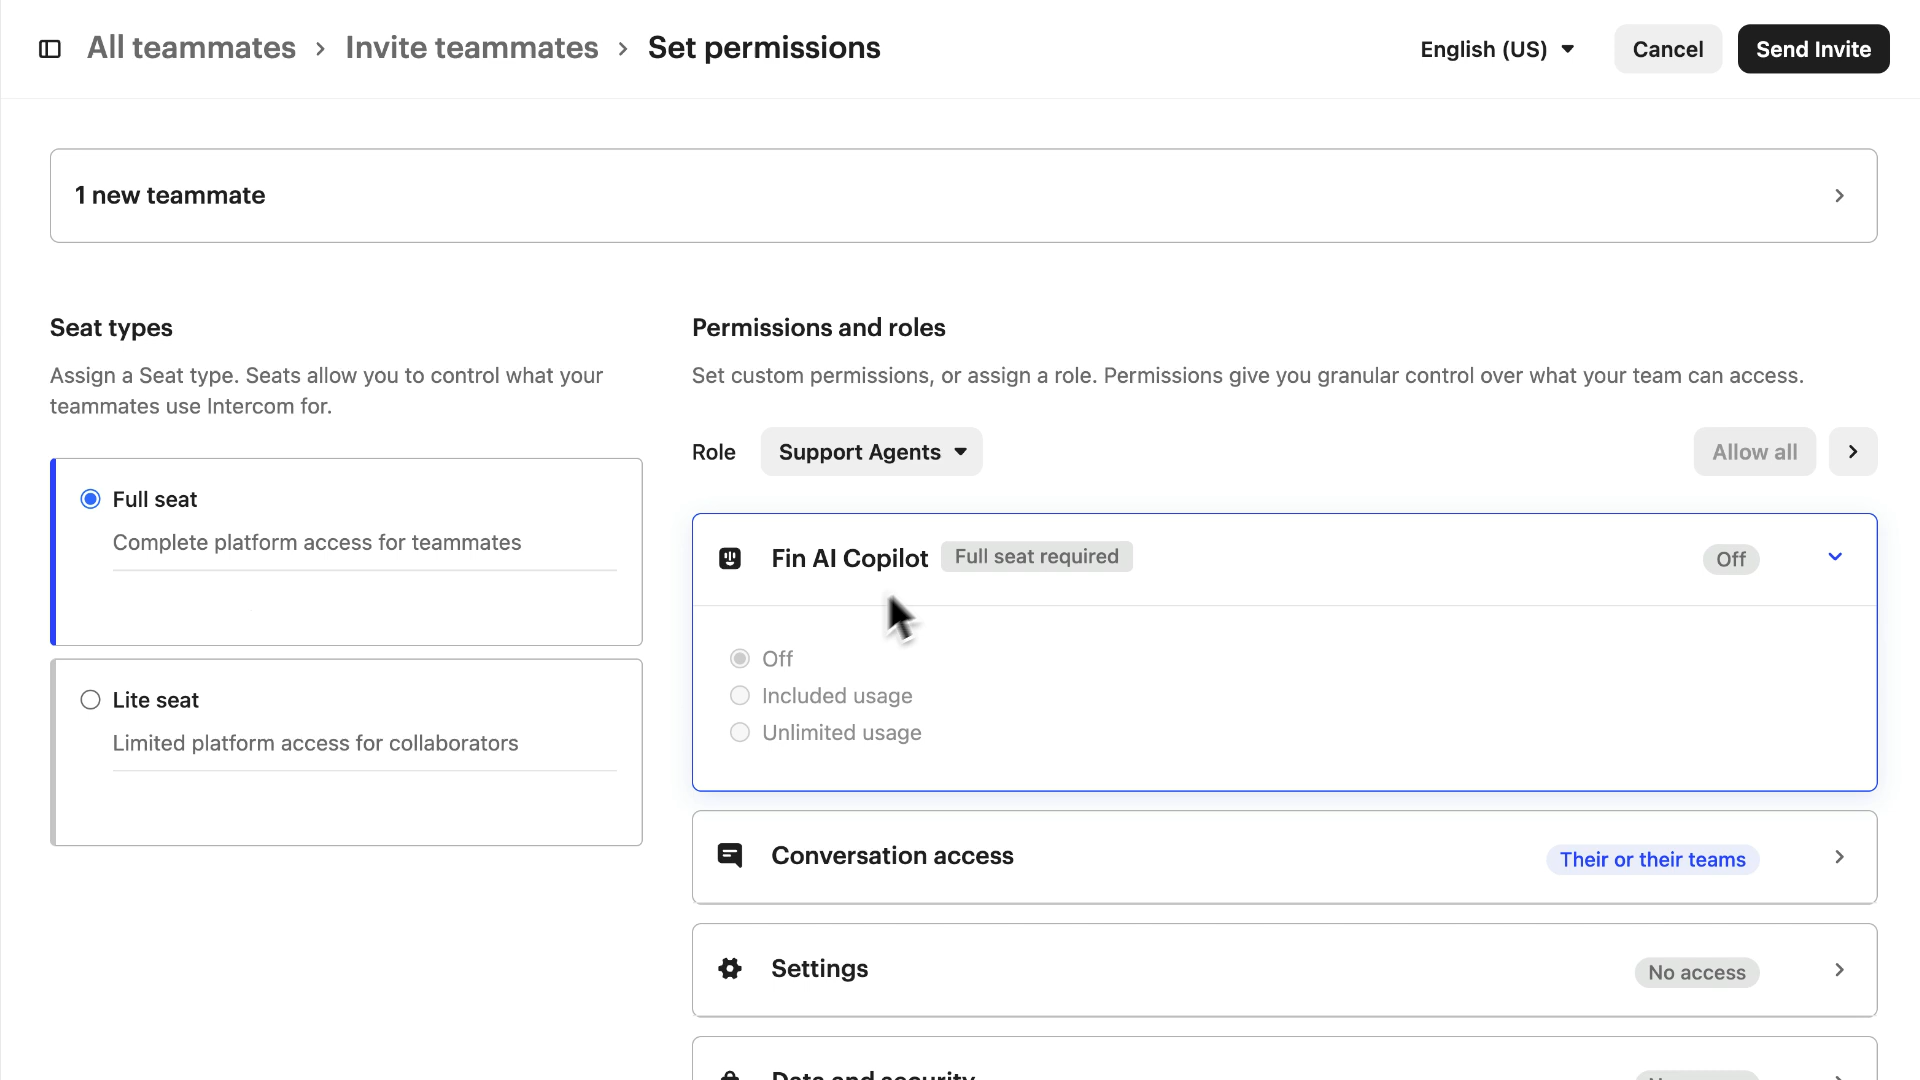 All teammates > Invite teammates > Set permissions
English (US)
Cancel
Send Invite
1 new teammate
Seat types
Assign a Seat type. Seats allow you to control what your
teammates use Intercom for.
Full seat
Complete platform access for teammates
Lite seat
Limited platform access for collaborators
Permissions and roles
Set custom permissions, or assign a role. Permissions give you granular control over what your team can access.
Role
Support Agents
Allow all
Fin AI Copilot
Full seat required
Off
Off
Included usage
Unlimited usage
Conversation access
Their or their teams
Settings
No access
Data and security